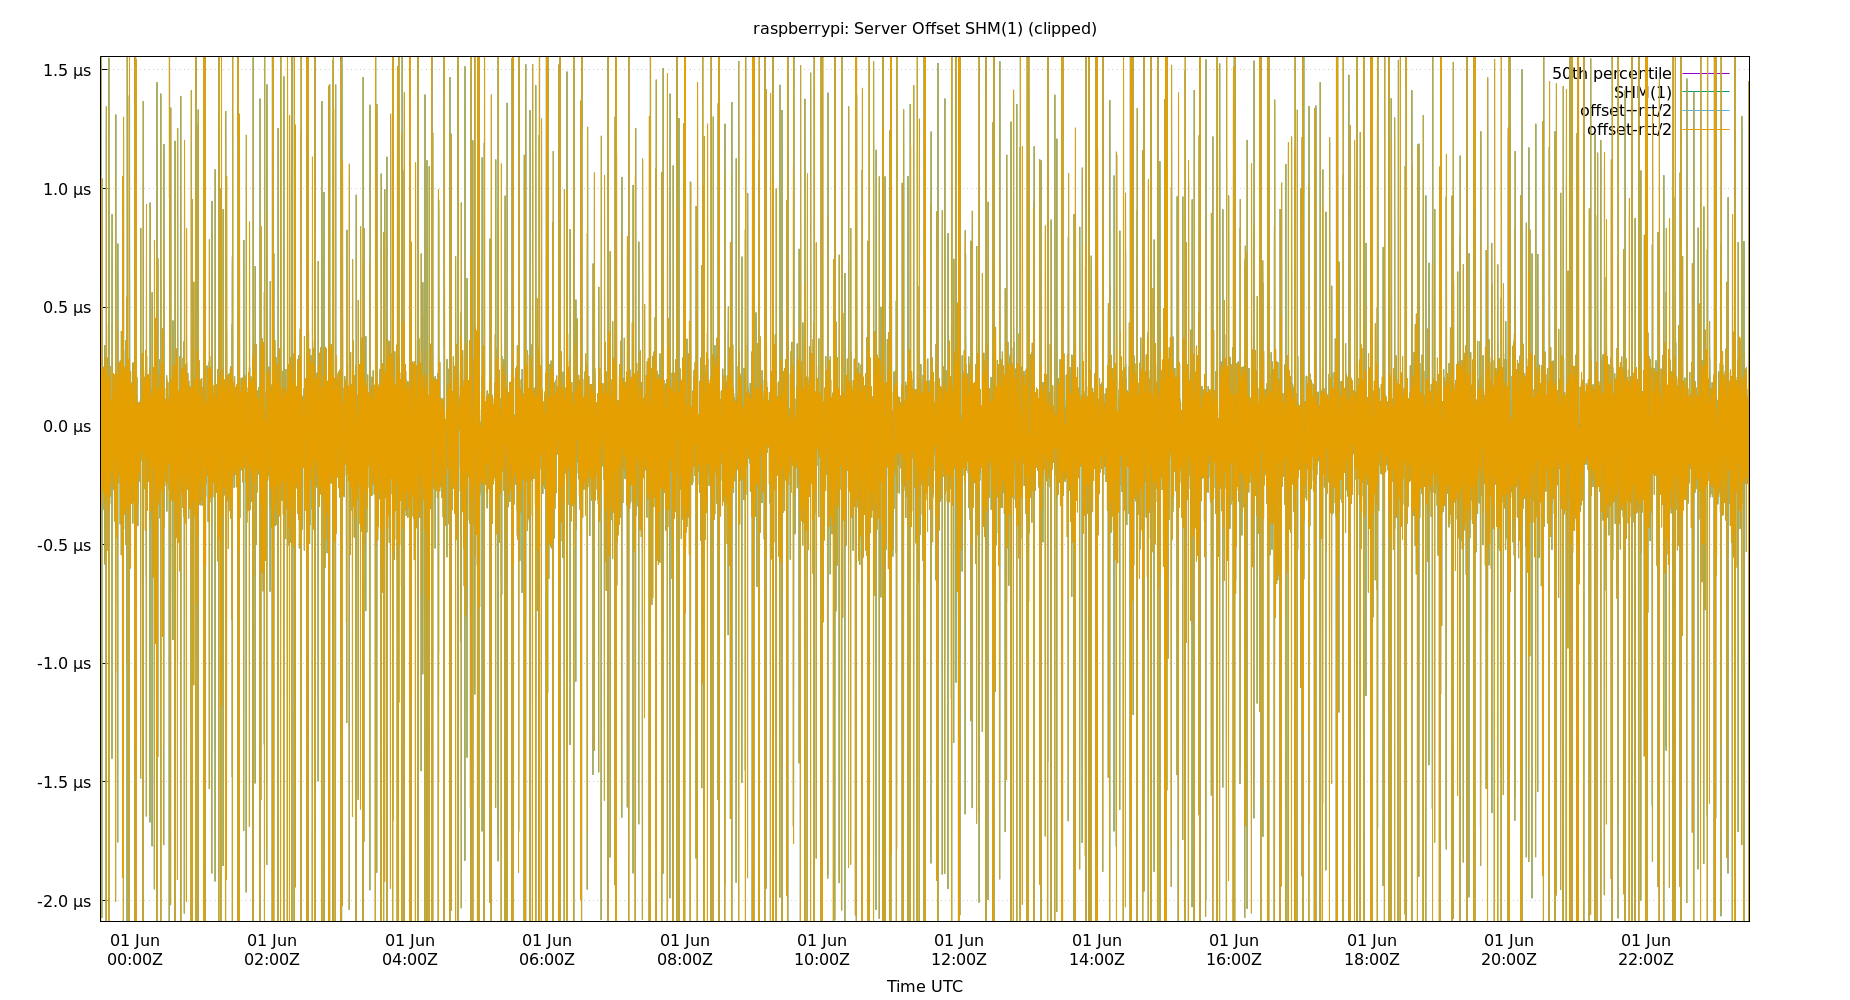 raspberrypi: Server Offset SHM(1) (clipped)
1.5 µs
1.0 µs
0.5 µs
0.0 µs
-0.5 µs
-1.0 µs
-1.5 µs
-2.0 µs
50th percentile
SHM(1)
offset--rtt/2
offset-rtt/2
01 Jun 01 Jun 01 Jun 01 Jun 01 Jun 01 Jun 01 Jun 01 Jun 01 Jun 01 Jun 01 Jun 01 Jun
00:00Z 02:00Z 04:00Z 06:00Z 08:00Z 10:00Z 12:00Z 14:00Z 16:00Z 18:00Z 20:00Z 22:00Z
Time UTC